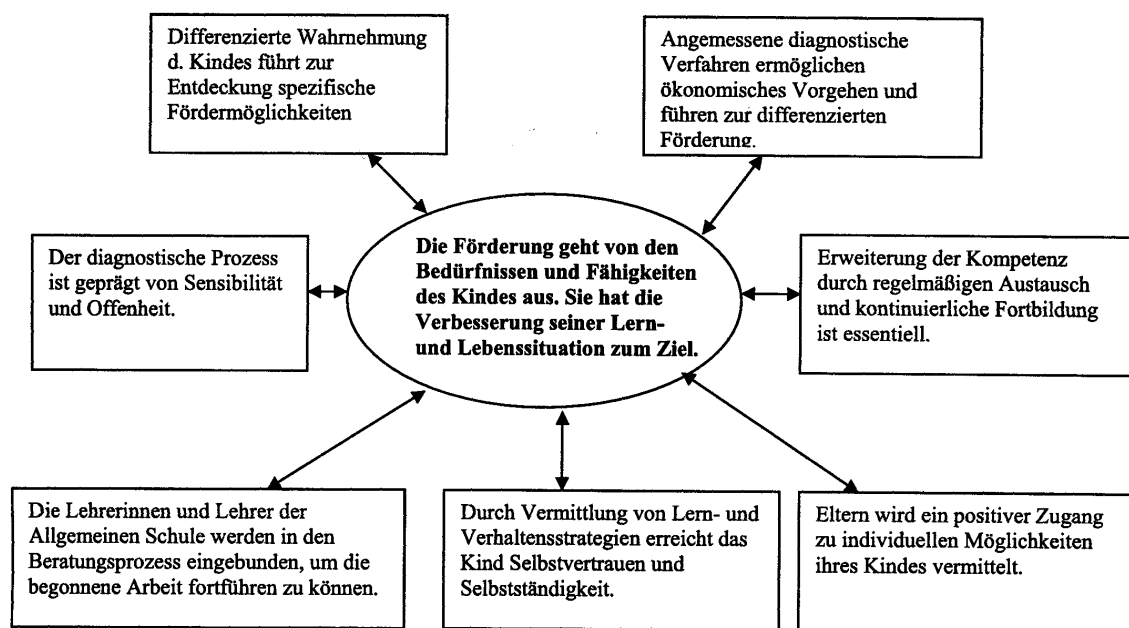 Differenzierte Wahrnehmung
d. Kindes führt zur
Entdeckung spezifische
Fördermöglichkeiten
Angemessene diagnostische
Verfahren ermöglichen
ökonomisches Vorgehen und
führen zur differenzierten
Förderung.
Die Förderung geht von den
Bedürfnissen und Fähigkeiten
des Kindes aus. Sie hat die
Verbesserung seiner Lern-
und Lebenssituation zum Ziel.
Der diagnostische Prozess
ist geprägt von Sensibilität
und Offenheit.
Erweiterung der Kompetenz
durch regelmäßigen Austausch
und kontinuierliche Fortbildung
ist essentiell.
Die Lehrerinnen und Lehrer der
Allgemeinen Schule werden in den
Beratungsprozess eingebunden, um die
begonnene Arbeit fortführen zu können.
Durch Vermittlung von Lern- und
Verhaltensstrategien erreicht das
Kind Selbstvertrauen und
Selbstständigkeit.
Eltern wird ein positiver Zugang
zu individuellen Möglichkeiten
ihres Kindes vermittelt.